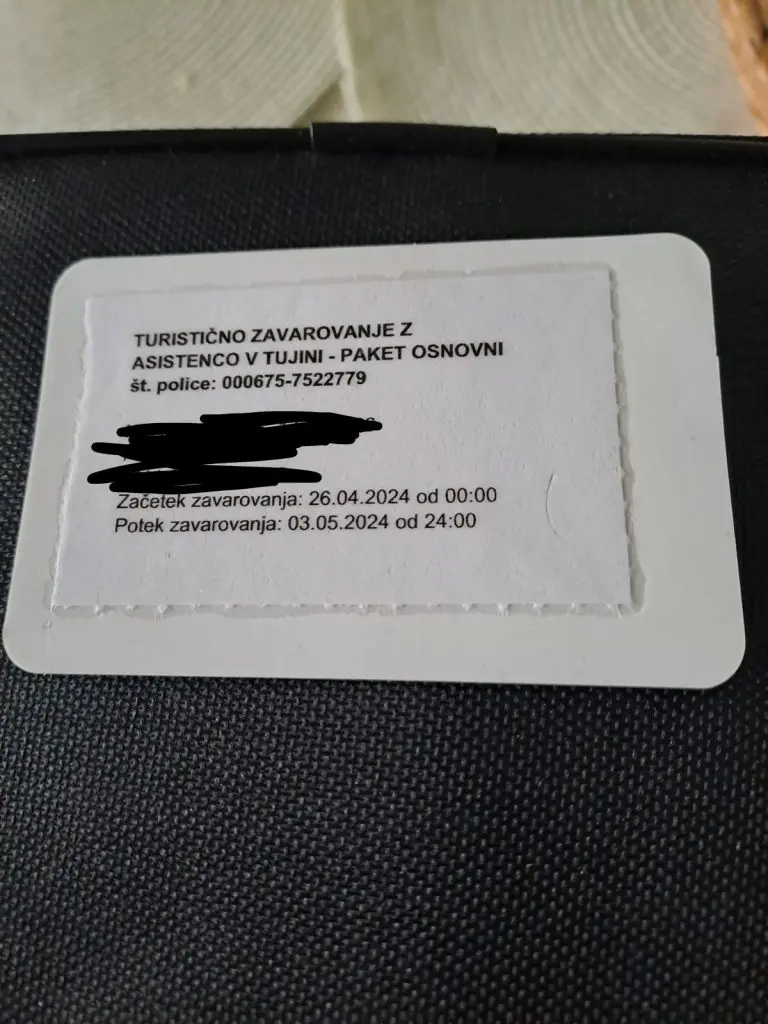 TURISTIČNO ZAVAROVANJE Z
ASISTENCO V TUJINI - PAKET OSNOVNI
št. police: 000675-7522779
Začetek zavarovanja: 26.04.2024 od 00:00
Potek zavarovanja: 03.05.2024 od 24:00